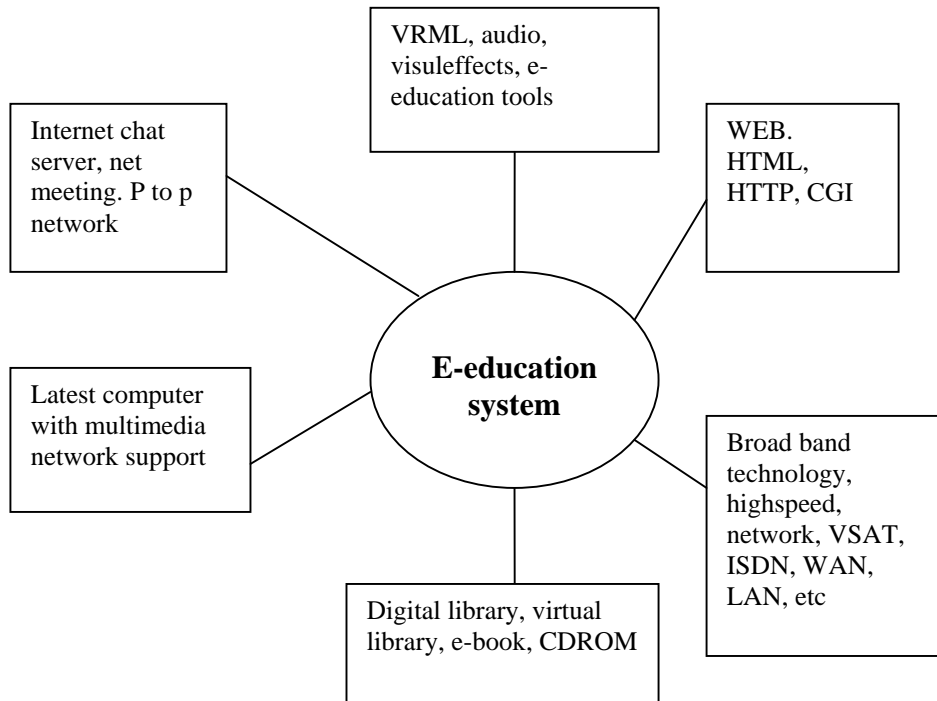 VRML, audio,
visuleffects, e-
education tools
Internet chat
server, net
meeting. P to p
network
WEB.
HTML,
HTTP, CGI
E-education
system
Latest computer
with multimedia
network support
Broad band
technology,
highspeed,
network, VSAT,
ISDN, WAN,
LAN, etc
Digital library, virtual
library, e-book, CDROM